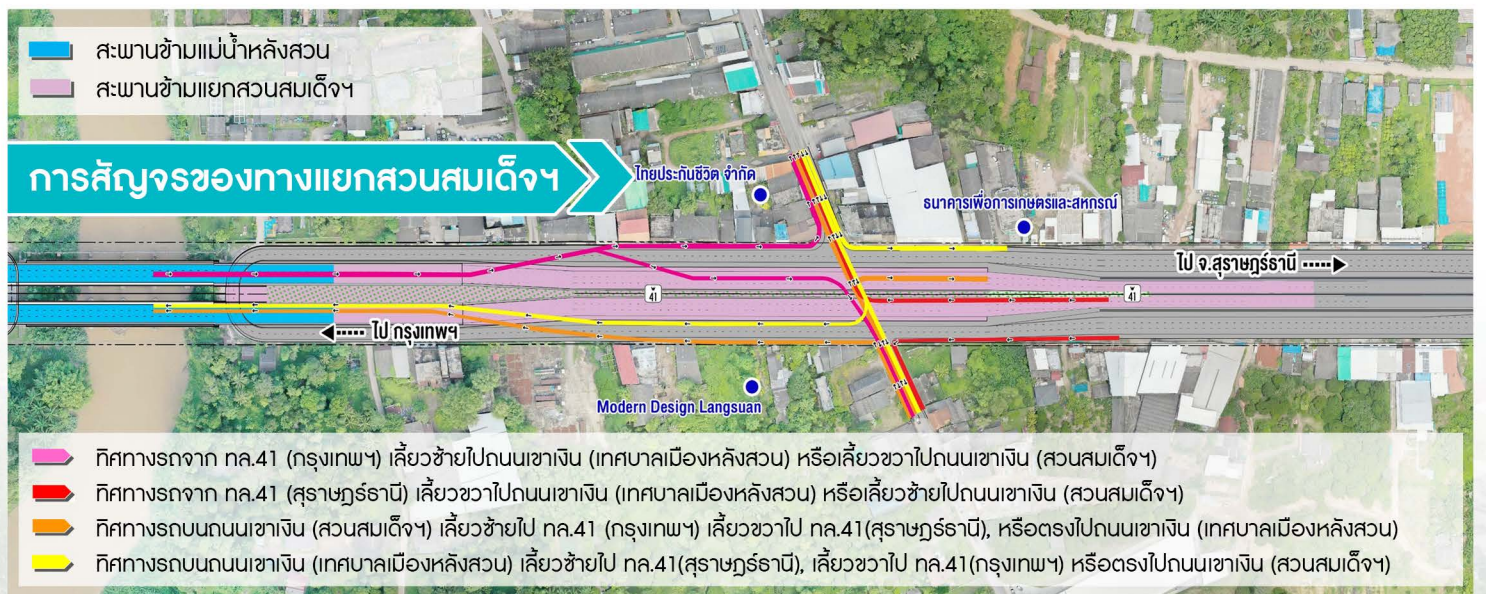 สะพานข้ามแม่น้ำหลังสวน
สะพานข้ามแยกสวนสมเด็จฯ
การสัญจรของทางแยกสวนสมเด็จฯ
ไทยประกันชีวิต จำกัด
ธนาคารเพื่อการเกษตรและสหกรณ์
ไป จ.สุราษฎร์ธานี
41
41
ไป กรุงเทพฯ
Modern Design Langsuan
ทิศทางรถจาก ทล.41 (กรุงเทพฯ) เลี้ยวซ้ายไปถนนเขาเงิน (เทศบาลเมืองหลังสวน) หรือเลี้ยวขวาไปถนนเขาเงิน (สวนสมเด็จฯ)
ทิศทางรถจาก ทล.41 (สุราษฎร์ธานี) เลี้ยวขวาไปถนนเขาเงิน (เทศบาลเมืองหลังสวน) หรือเลี้ยวซ้ายไปถนนเขาเงิน (สวนสมเด็จฯ)
ทิศทางรถบนถนนเขาเงิน (สวนสมเด็จฯ) เลี้ยวซ้ายไป ทล.41 (กรุงเทพฯ) เลี้ยวขวาไป ทล.41(สุราษฎร์ธานี), หรือตรงไปถนนเขาเงิน (เทศบาลเมืองหลังสวน)
ทิศทางรถบนถนนเขาเงิน (เทศบาลเมืองหลังสวน) เลี้ยวซ้ายไป ทล.41(สุราษฎร์ธานี), เลี้ยวขวาไป ทล.41(กรุงเทพฯ) หรือตรงไปถนนเขาเงิน (สวนสมเด็จฯ)